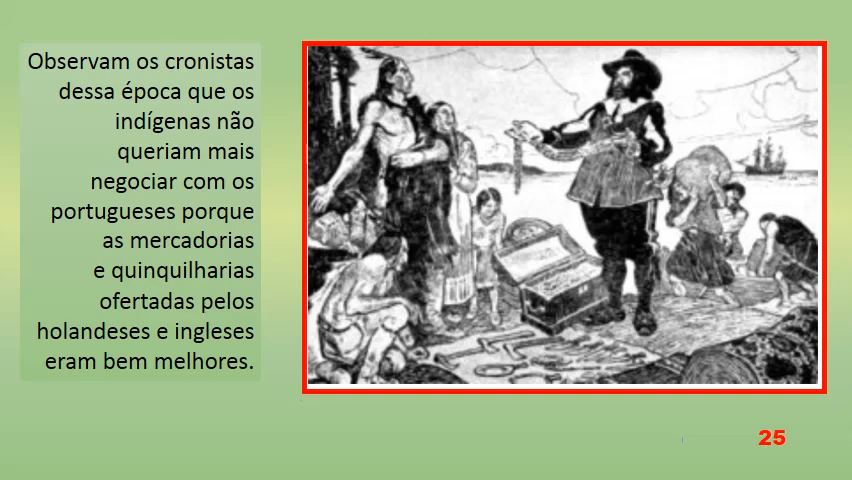 Observam os cronistas
dessa época que os
indígenas não
queriam mais
negociar com os
portugueses porque
as mercadorias
e quinquilharias
ofertadas pelos
holandeses e ingleses
eram bem melhores.
25